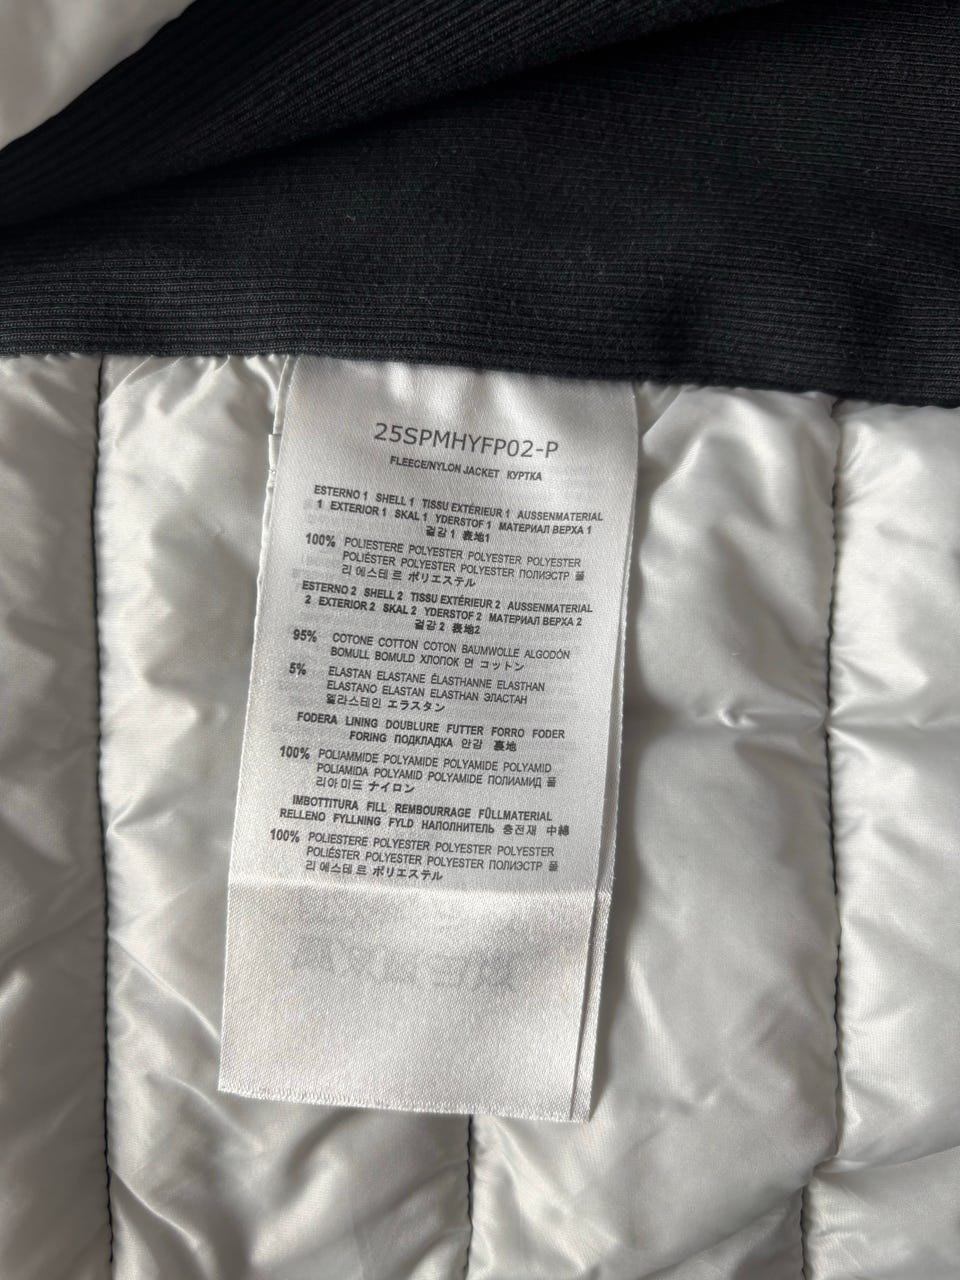 25SPMHYFP02-P
FLEECE/NYLON JACKET КУРТКА
ESTERNO 1 SHELL 1 TISSU EXTÉRIEUR 1 AUSSENMATERIAL
1 EXTERIOR 1 SKAL 1 YDERSTOF 1 МАТЕРИАЛ ВЕРХА 1
겉감 1 表地1
100% POLIESTERE POLYESTER POLYESTER POLYESTER
POLIÉSTER POLYESTER POLYESTER ПОЛИЭСТР 폴
리에스테르 ポリエステル
ESTERNO 2 SHELL 2 TISSU EXTÉRIEUR 2 AUSSENMATERIAL
2 EXTERIOR 2 SKAL 2 YDERSTOF 2 МАТЕРИАЛ ВЕРХА 2
겉감 2 表地2
95% COTONE COTTON COTON BAUMWOLLE ALGODÓN
BOMULL BOMULD ХЛОПОК 면 コットン
5% ELASTAN ELASTANE ÉLASTHANNE ELASTHAN
ELASTANO ELASTAN ELASTHAN ЭЛАСТАН
엘라스테인 エラスタン
FODERA LINING DOUBLURE FUTTER FORRO FODER
FORING ПОДКЛАДКА 안감 裏地
100% POLIAMMIDE POLYAMIDE POLYAMIDE POLYAMID
POLIAMIDA POLYAMID POLYAMIDE ПОЛИАМИД 폴
리아미드 ナイロン
IMBOTTITURA FILL REMBOURRAGE FÜLLMATERIAL
RELLENO FYLLNING FYLD НАПОЛНИТЕЛЬ 충전재 中綿
100% POLIESTERE POLYESTER POLYESTER POLYESTER
POLIÉSTER POLYESTER POLYESTER ПОЛИЭСТР 폴
리에스테르 ポリエステル